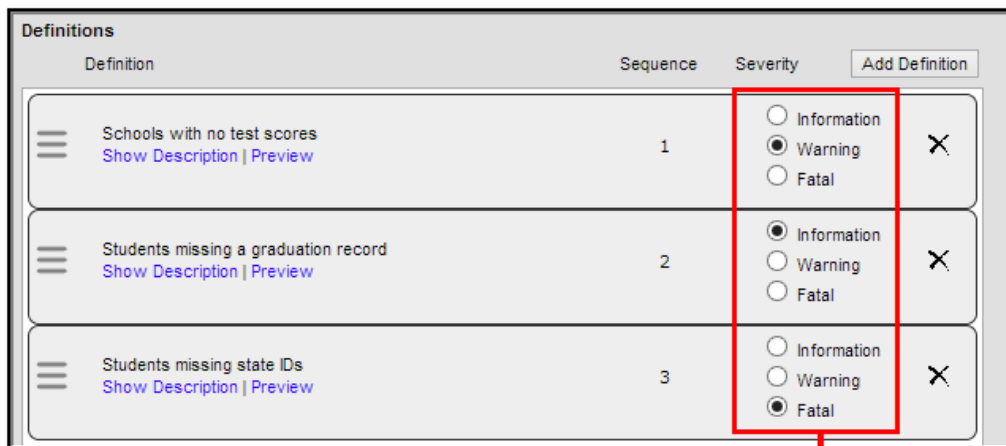 Definitions
Definition Sequence Severity Add Definition
Schools with no test scores
Show Description | Preview
1
Information
Warning
Fatal
Students missing a graduation record
Show Description | Preview
2
Information
Warning
Fatal
Students missing state IDs
Show Description | Preview
3
Information
Warning
Fatal